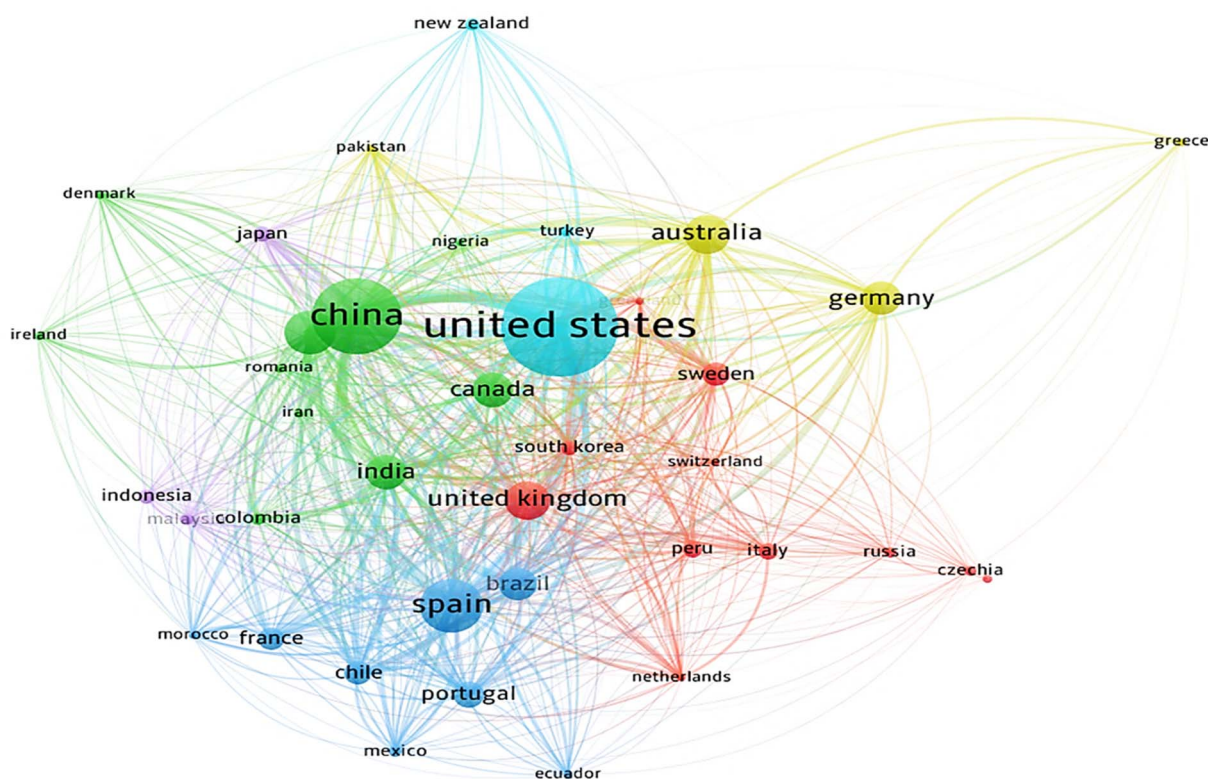 new zealand
greece
pakistan
denmark
japan
nigeria
turkey
australia
germany
china
united states
ireland
romania
sweden
canada
iran
south korea
switzerland
india
united kingdom
indonesia
colombia
peru
italy
russia
czechia
brazil
spain
morocco
france
chile
portugal
netherlands
mexico
ecuador